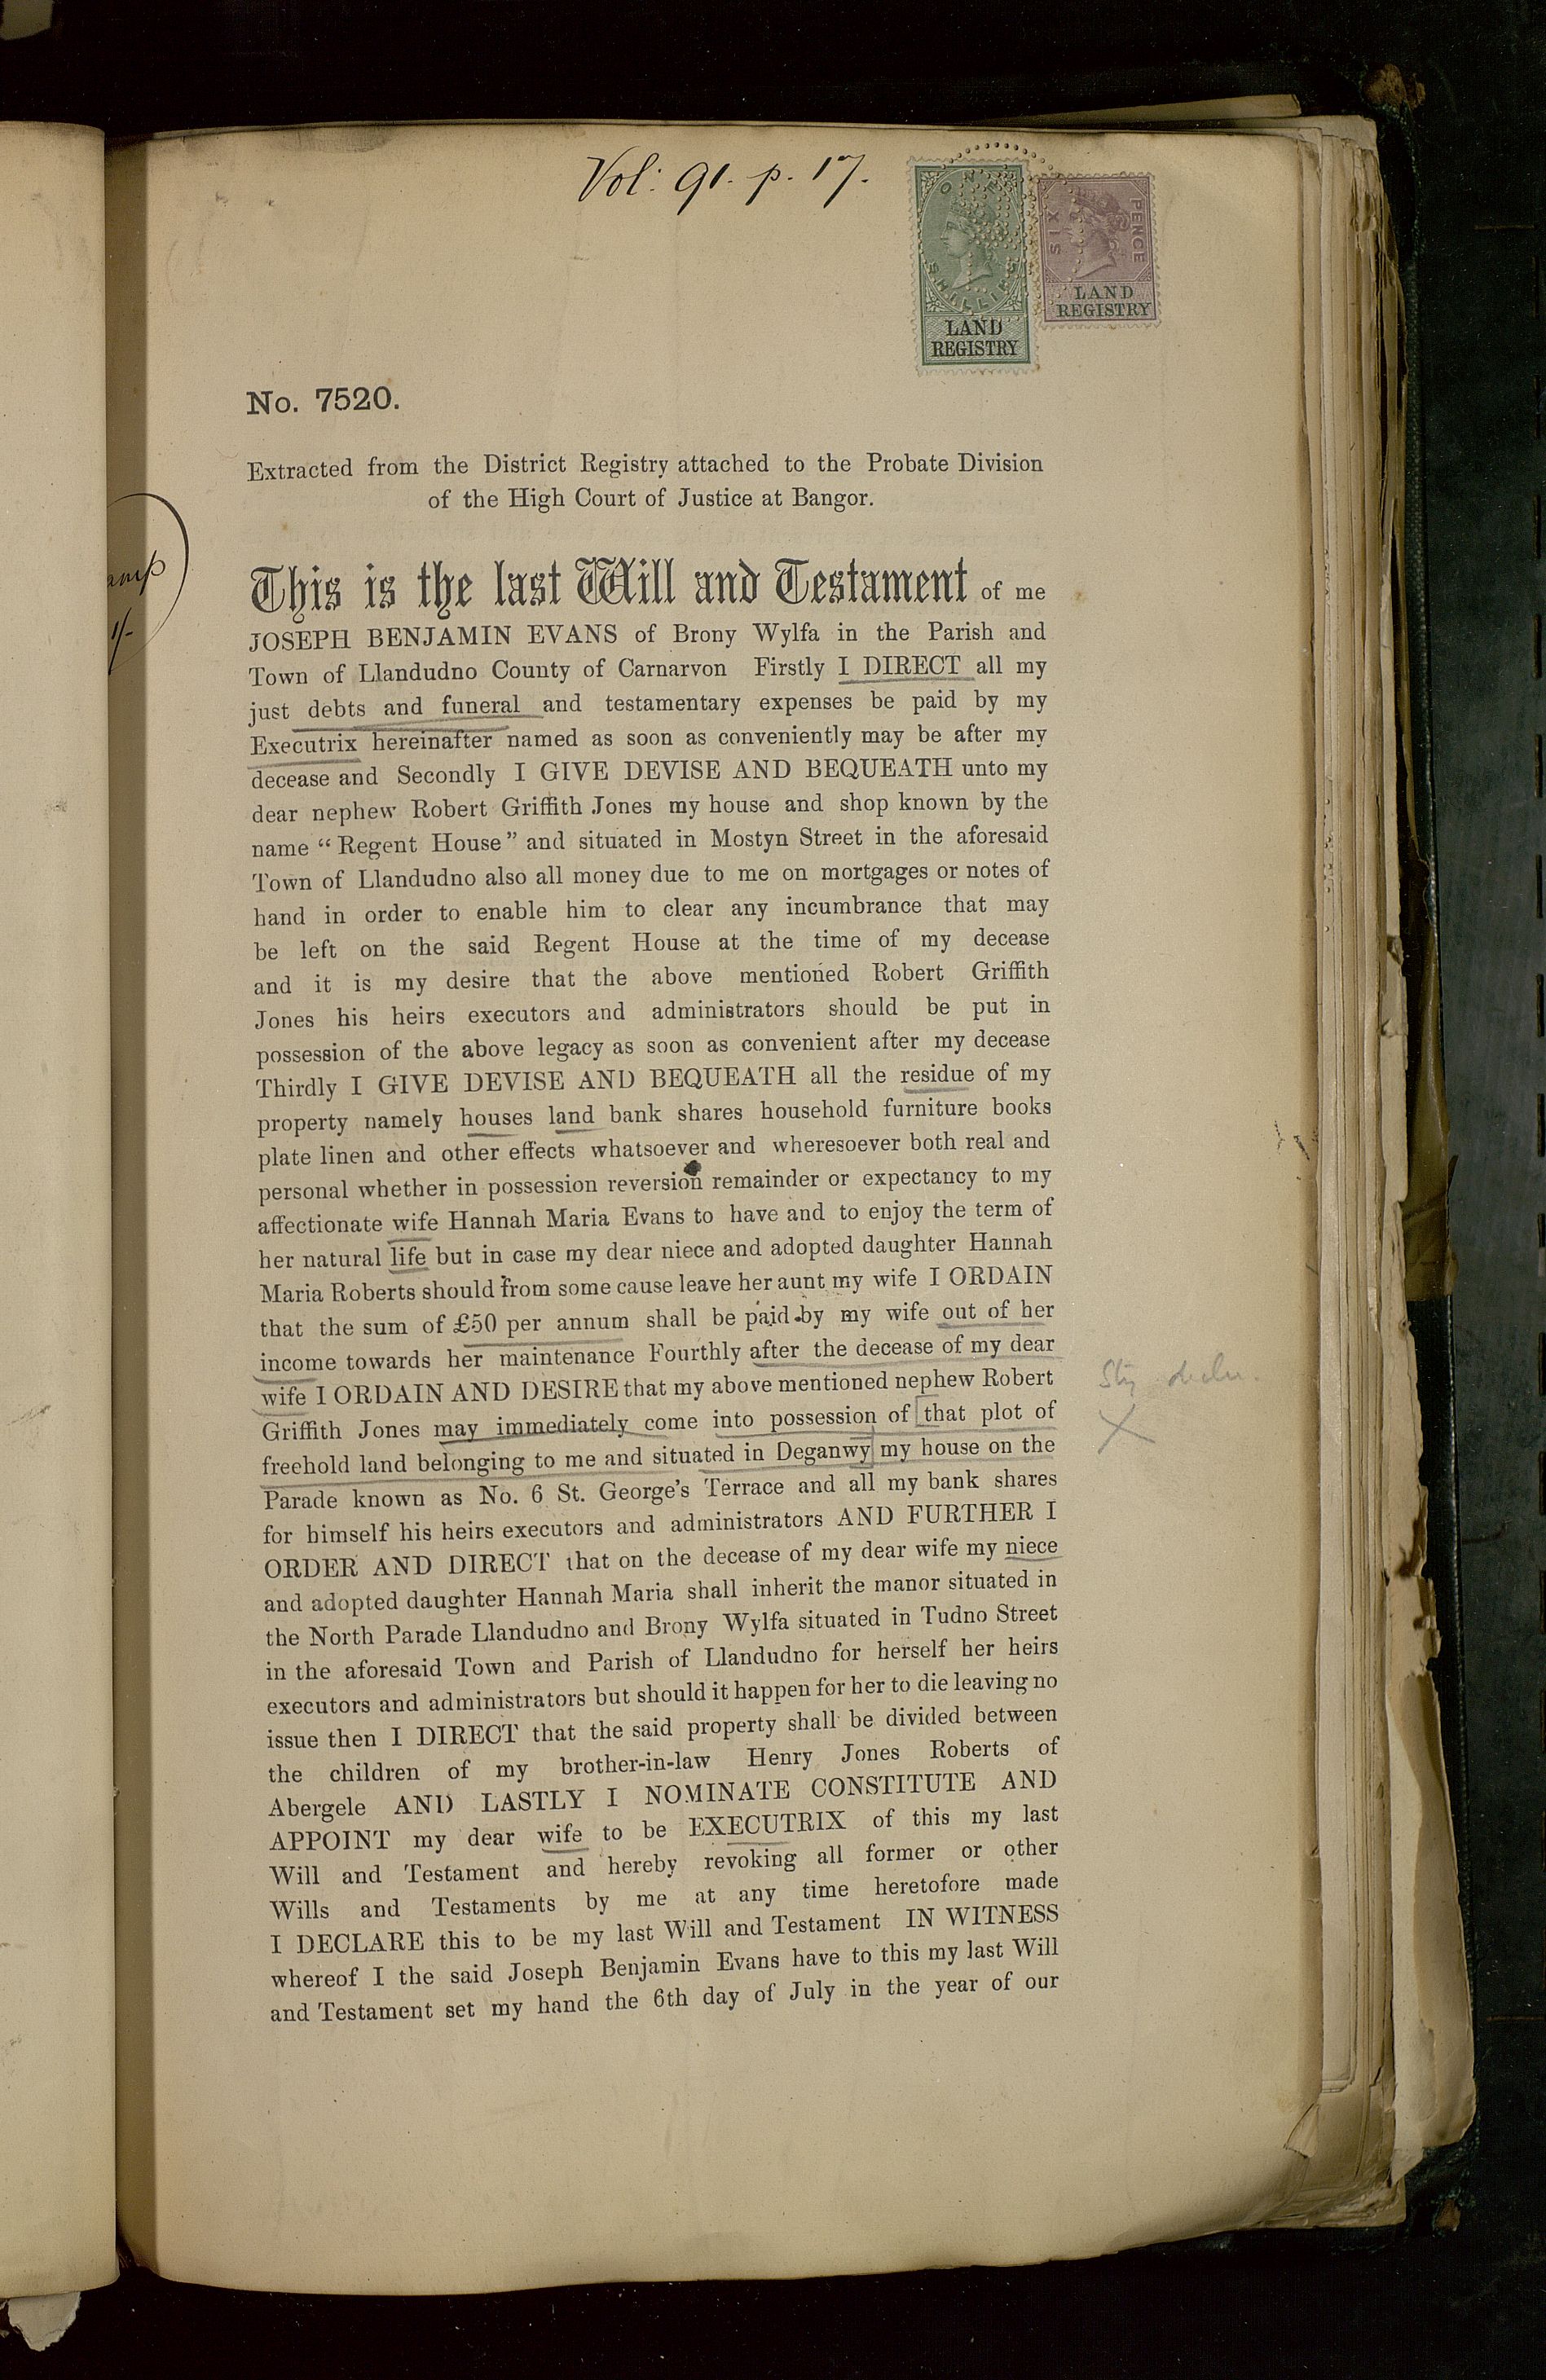 Vol: 91. p. 17.
ONE SHILLING
LAND
REGISTRY
SIX PENCE
LAND
REGISTRY
No. 7520.
Extracted from the District Registry attached to the Probate Division
of the High Court of Justice at Bangor.
1/-
This is the last Will and Testament of me
JOSEPH BENJAMIN EVANS of Brony Wylfa in the Parish and
Town of Llandudno County of Carnarvon Firstly I DIRECT all my
just debts and funeral and testamentary expenses be paid by my
Executrix hereinafter named as soon as conveniently may be after my
decease and Secondly I GIVE DEVISE AND BEQUEATH unto my
dear nephew Robert Griffith Jones my house and shop known by the
name "Regent House" and situated in Mostyn Street in the aforesaid
Town of Llandudno also all money due to me on mortgages or notes of
hand in order to enable him to clear any incumbrance that may
be left on the said Regent House at the time of my decease
and it is my desire that the above mentioned Robert Griffith
Jones his heirs executors and administrators should be put in
possession of the above legacy as soon as convenient after my decease
Thirdly I GIVE DEVISE AND BEQUEATH all the residue of my
property namely houses land bank shares household furniture books
plate linen and other effects whatsoever and wheresoever both real and
personal whether in possession reversion remainder or expectancy to my
affectionate wife Hannah Maria Evans to have and to enjoy the term of
her natural life but in case my dear niece and adopted daughter Hannah
Maria Roberts should from some cause leave her aunt my wife I ORDAIN
that the sum of £50 per annum shall be paid by my wife out of her
income towards her maintenance Fourthly after the decease of my dear
wife I ORDAIN AND DESIRE that my above mentioned nephew Robert
Griffith Jones may immediately come into possession of [that plot of
freehold land belonging to me and situated in Deganwy] my house on the
Parade known as No. 6 St. George's Terrace and all my bank shares
for himself his heirs executors and administrators AND FURTHER I
ORDER AND DIRECT that on the decease of my dear wife my niece
and adopted daughter Hannah Maria shall inherit the manor situated in
the North Parade Llandudno and Brony Wylfa situated in Tudno Street
in the aforesaid Town and Parish of Llandudno for herself her heirs
executors and administrators but should it happen for her to die leaving no
issue then I DIRECT that the said property shall be divided between
the children of my brother-in-law Henry Jones Roberts of
Abergele AND LASTLY I NOMINATE CONSTITUTE AND
APPOINT my dear wife to be EXECUTRIX of this my last
Will and Testament and hereby revoking all former or other
Wills and Testaments by me at any time heretofore made
I DECLARE this to be my last Will and Testament IN WITNESS
whereof I the said Joseph Benjamin Evans have to this my last Will
and Testament set my hand the 6th day of July in the year of our